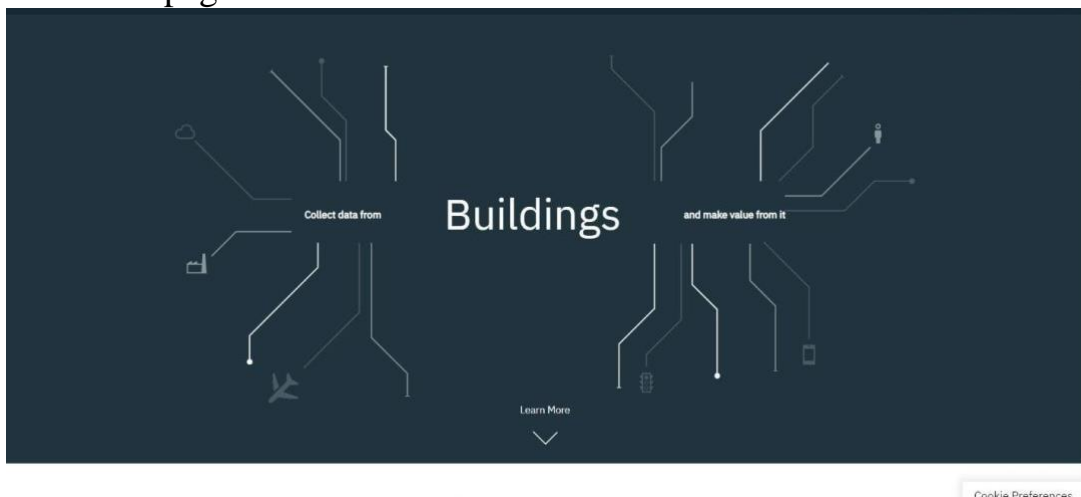 Collect data from Buildings and make value from it
Learn More
Cookie Preferences